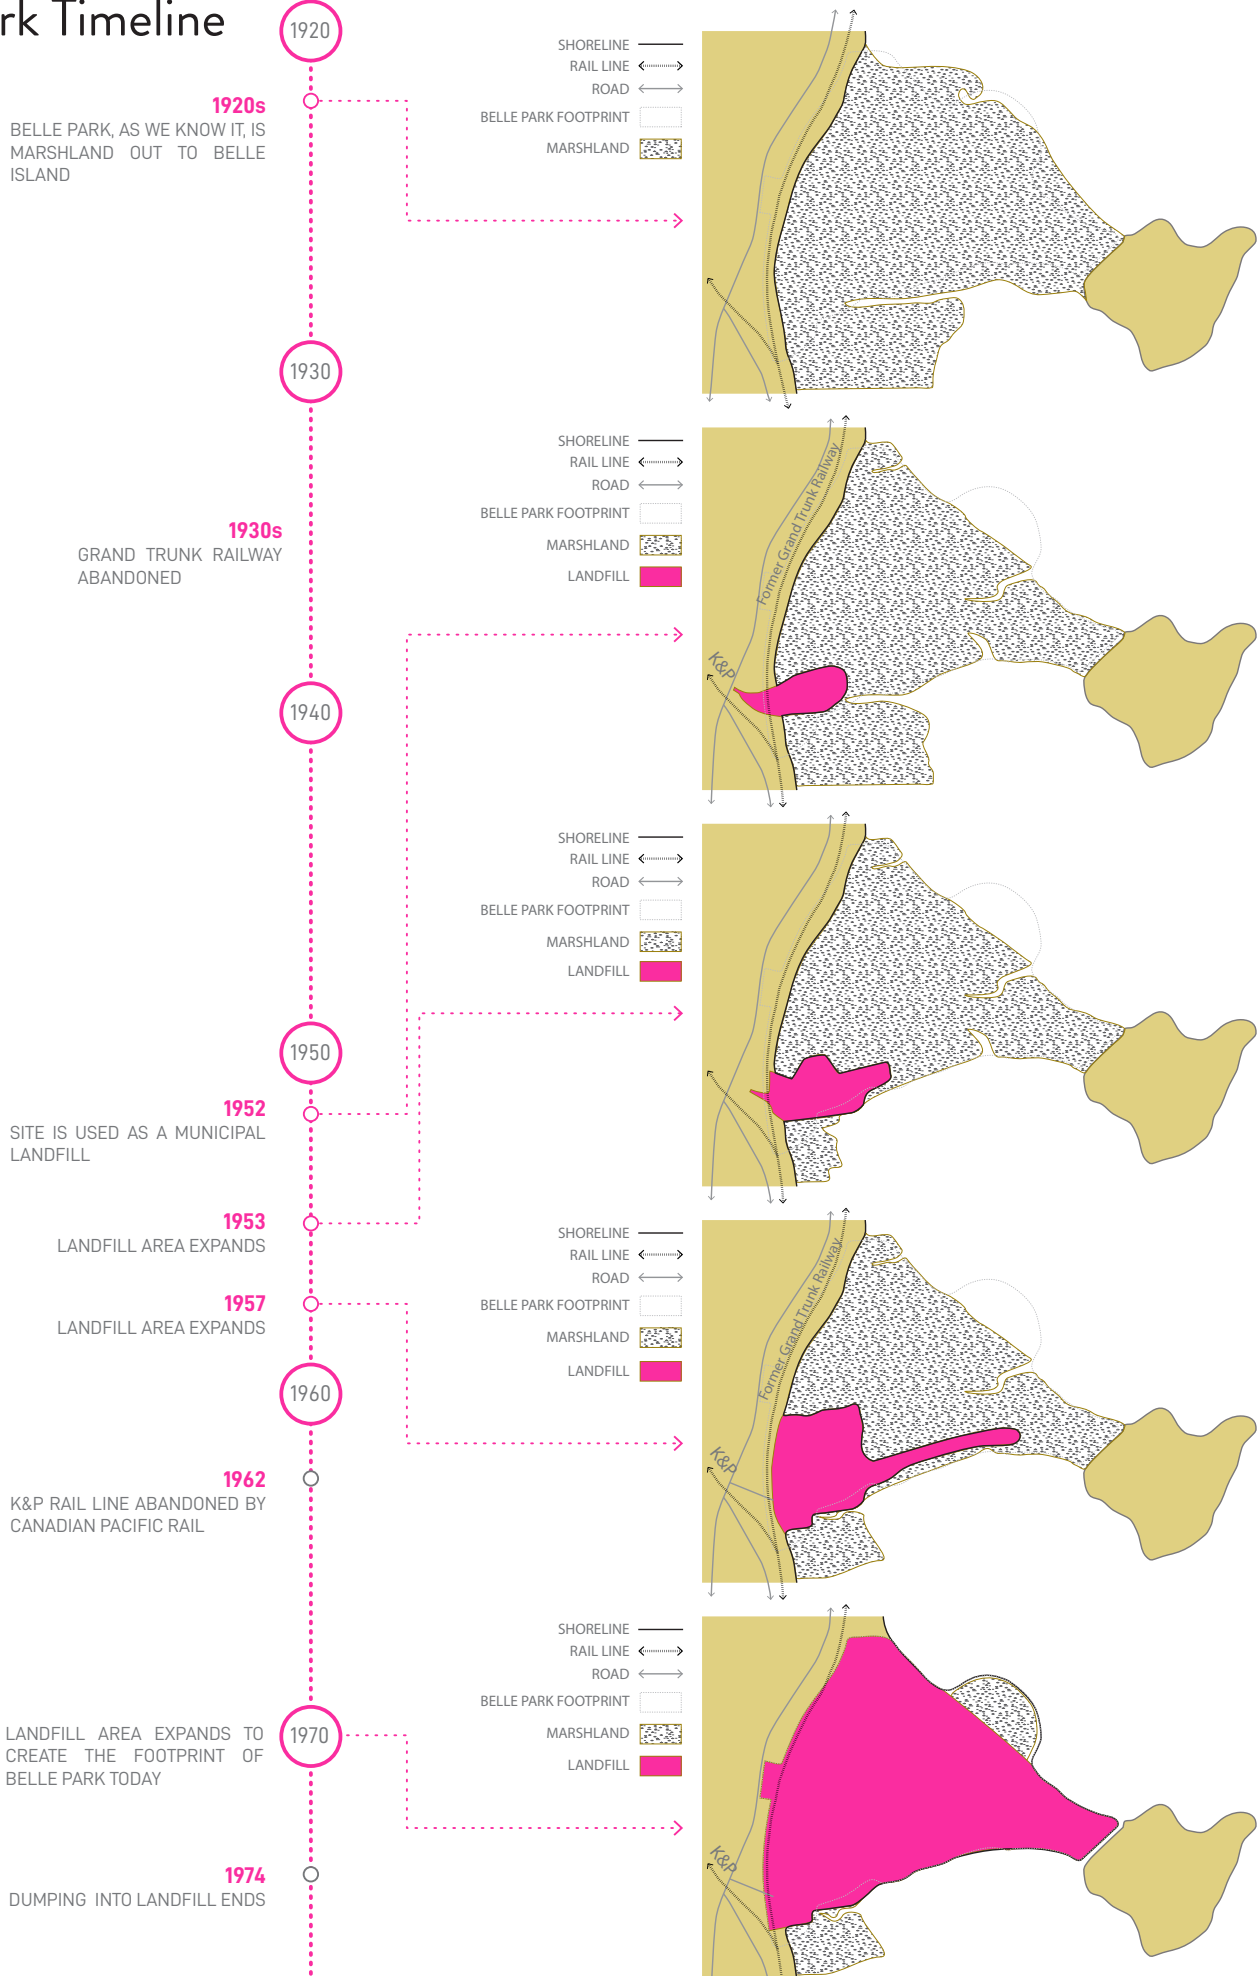 rk Timeline
1920
1920s
BELLE PARK, AS WE KNOW IT, IS
MARSHLAND OUT TO BELLE
ISLAND
SHORELINE
RAIL LINE
ROAD
BELLE PARK FOOTPRINT
MARSHLAND
1930
1930s
GRAND TRUNK RAILWAY
ABANDONED
SHORELINE
RAIL LINE
ROAD
BELLE PARK FOOTPRINT
MARSHLAND
LANDFILL
Former Grand Trunk Railway
K&P
1940
SHORELINE
RAIL LINE
ROAD
BELLE PARK FOOTPRINT
MARSHLAND
LANDFILL
1950
1952
SITE IS USED AS A MUNICIPAL
LANDFILL
1953
LANDFILL AREA EXPANDS
1957
LANDFILL AREA EXPANDS
SHORELINE
RAIL LINE
ROAD
BELLE PARK FOOTPRINT
MARSHLAND
LANDFILL
Former Grand Trunk Railway
K&P
1960
1962
K&P RAIL LINE ABANDONED BY
CANADIAN PACIFIC RAIL
SHORELINE
RAIL LINE
ROAD
BELLE PARK FOOTPRINT
MARSHLAND
LANDFILL
K&P
1970
LANDFILL AREA EXPANDS TO
CREATE THE FOOTPRINT OF
BELLE PARK TODAY
1974
DUMPING INTO LANDFILL ENDS